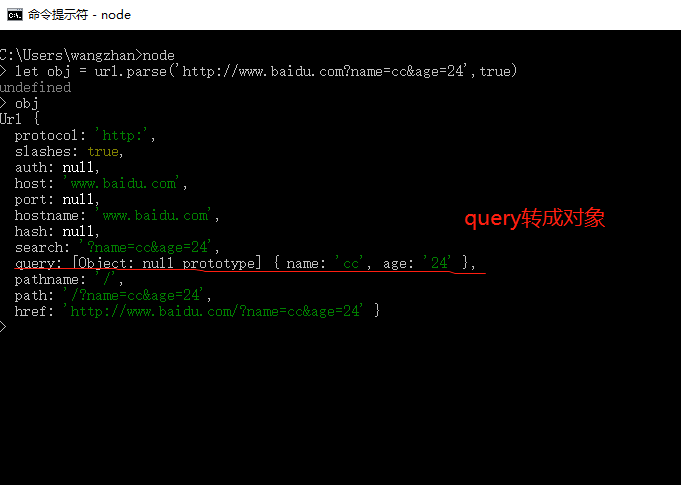 命令提示符 - node
C:\Users\wangzhan>node
> let obj = url.parse('http://www.baidu.com?name=cc&age=24',true)
undefined
> obj
Url {
  protocol: 'http:',
  slashes: true,
  auth: null,
  host: 'www.baidu.com',
  port: null,
  hostname: 'www.baidu.com',
  hash: null,
  search: '?name=cc&age=24',
  query: [Object: null prototype] { name: 'cc', age: '24' },
  pathname: '/',
  path: '/?name=cc&age=24',
  href: 'http://www.baidu.com/?name=cc&age=24' }
>
query转成对象